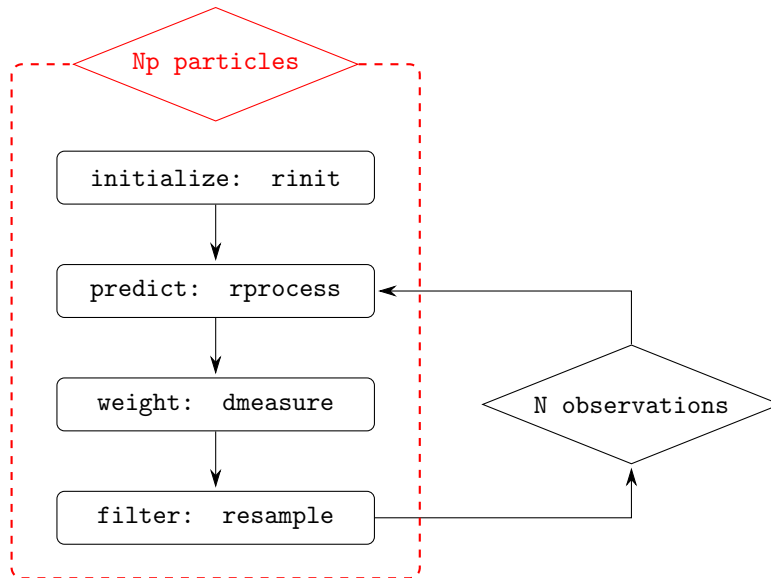 Np particles
initialize: rinit
predict: rprocess
weight: dmeasure
N observations
filter: resample